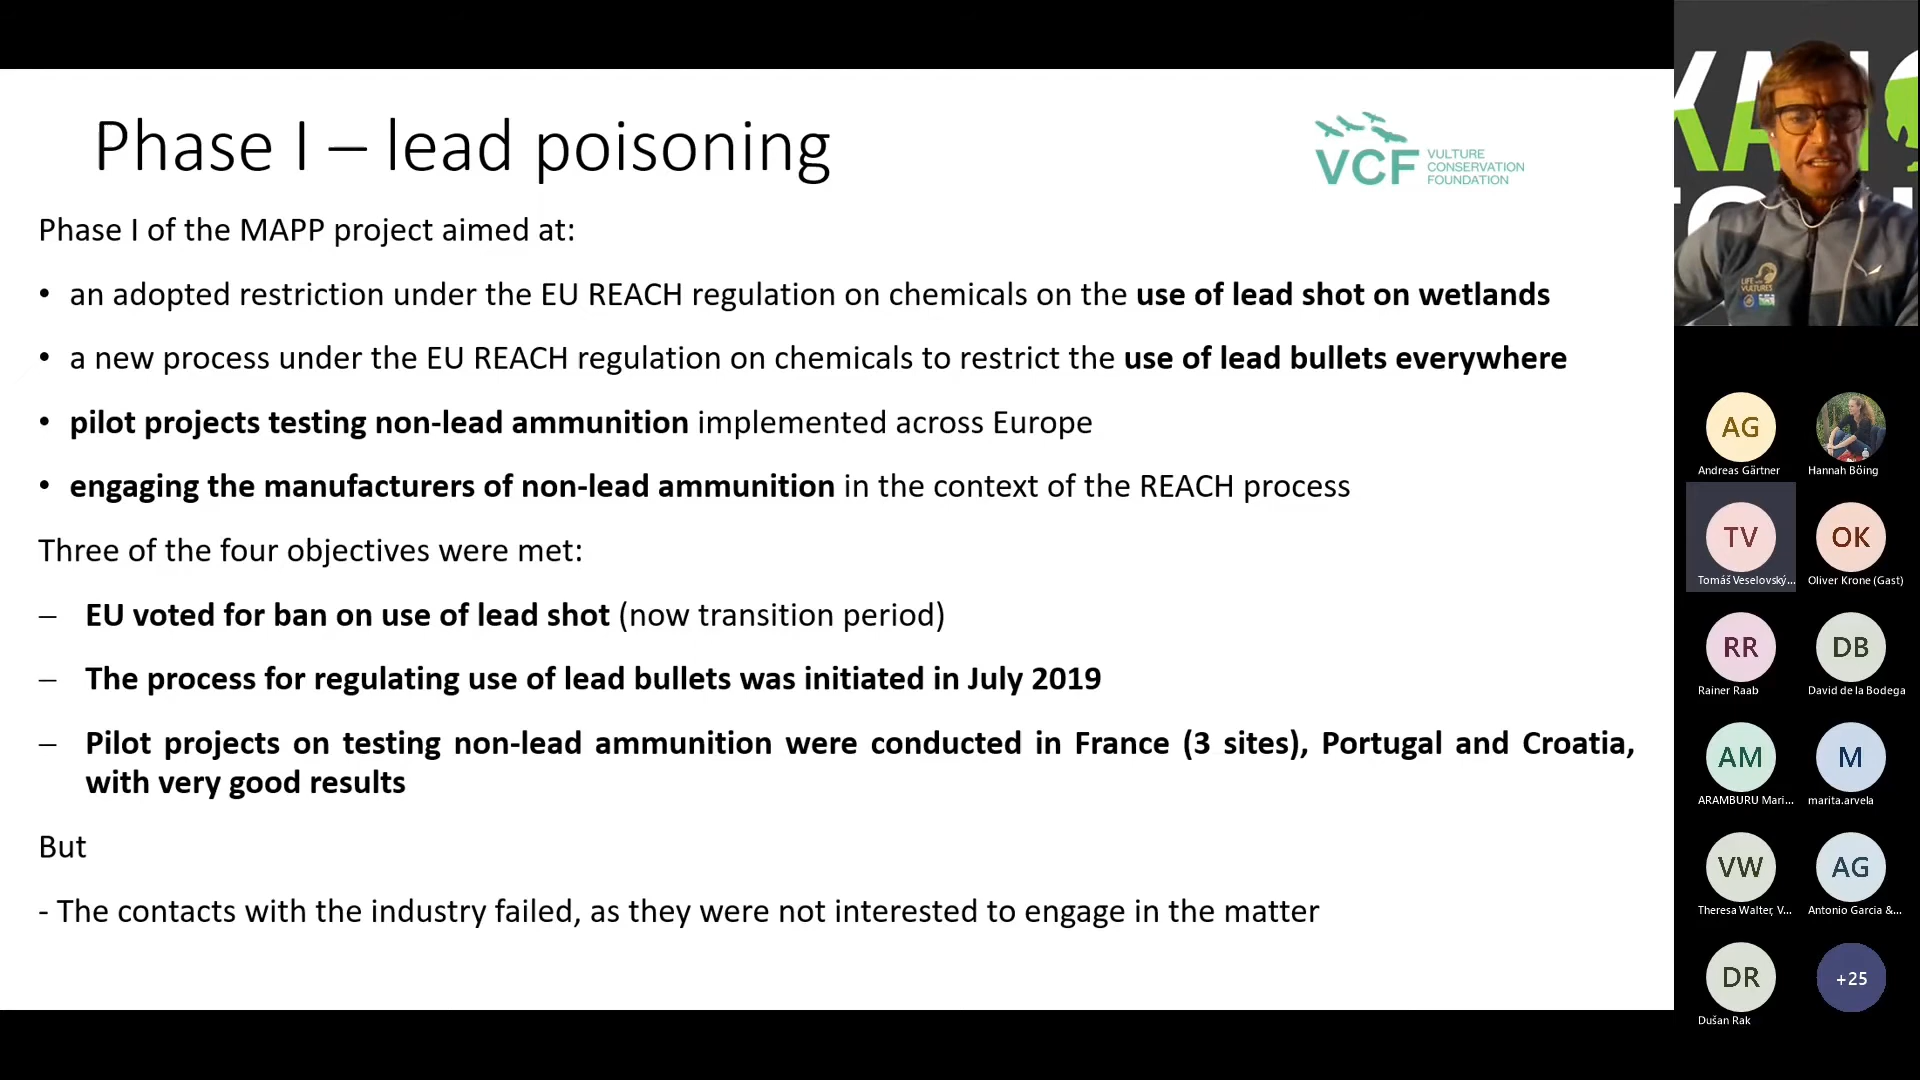 Phase I – lead poisoning
VCF VULTURE
CONSERVATION
FOUNDATION
Phase I of the MAPP project aimed at:
• an adopted restriction under the EU REACH regulation on chemicals on the use of lead shot on wetlands
• a new process under the EU REACH regulation on chemicals to restrict the use of lead bullets everywhere
• pilot projects testing non-lead ammunition implemented across Europe
• engaging the manufacturers of non-lead ammunition in the context of the REACH process
Three of the four objectives were met:
– EU voted for ban on use of lead shot (now transition period)
– The process for regulating use of lead bullets was initiated in July 2019
– Pilot projects on testing non-lead ammunition were conducted in France (3 sites), Portugal and Croatia,
with very good results
But
- The contacts with the industry failed, as they were not interested to engage in the matter
LIFE
VULTURES
AG
Andreas Gärtner
Hannah Böing
TV
Tomáš Veselovský...
OK
Oliver Krone (Gast)
RR
Rainer Raab
DB
David de la Bodega
AM
ARAMBURU Mari...
M
marita.arvela
VW
Theresa Walter, V...
AG
Antonio Garcia &...
DR
Dušan Rak
+25